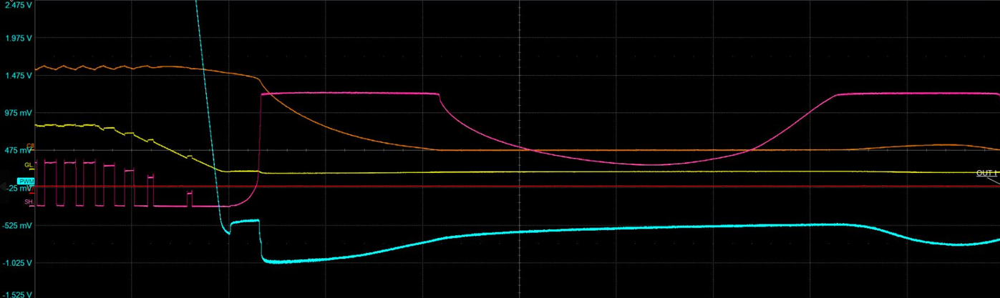 2.475 V
1.975 V
1.475 V
975 mV
CS
475 mV
GL
OUT
PWM
-25 mV
SH
-525 mV
-1.025 V
-1.525 V